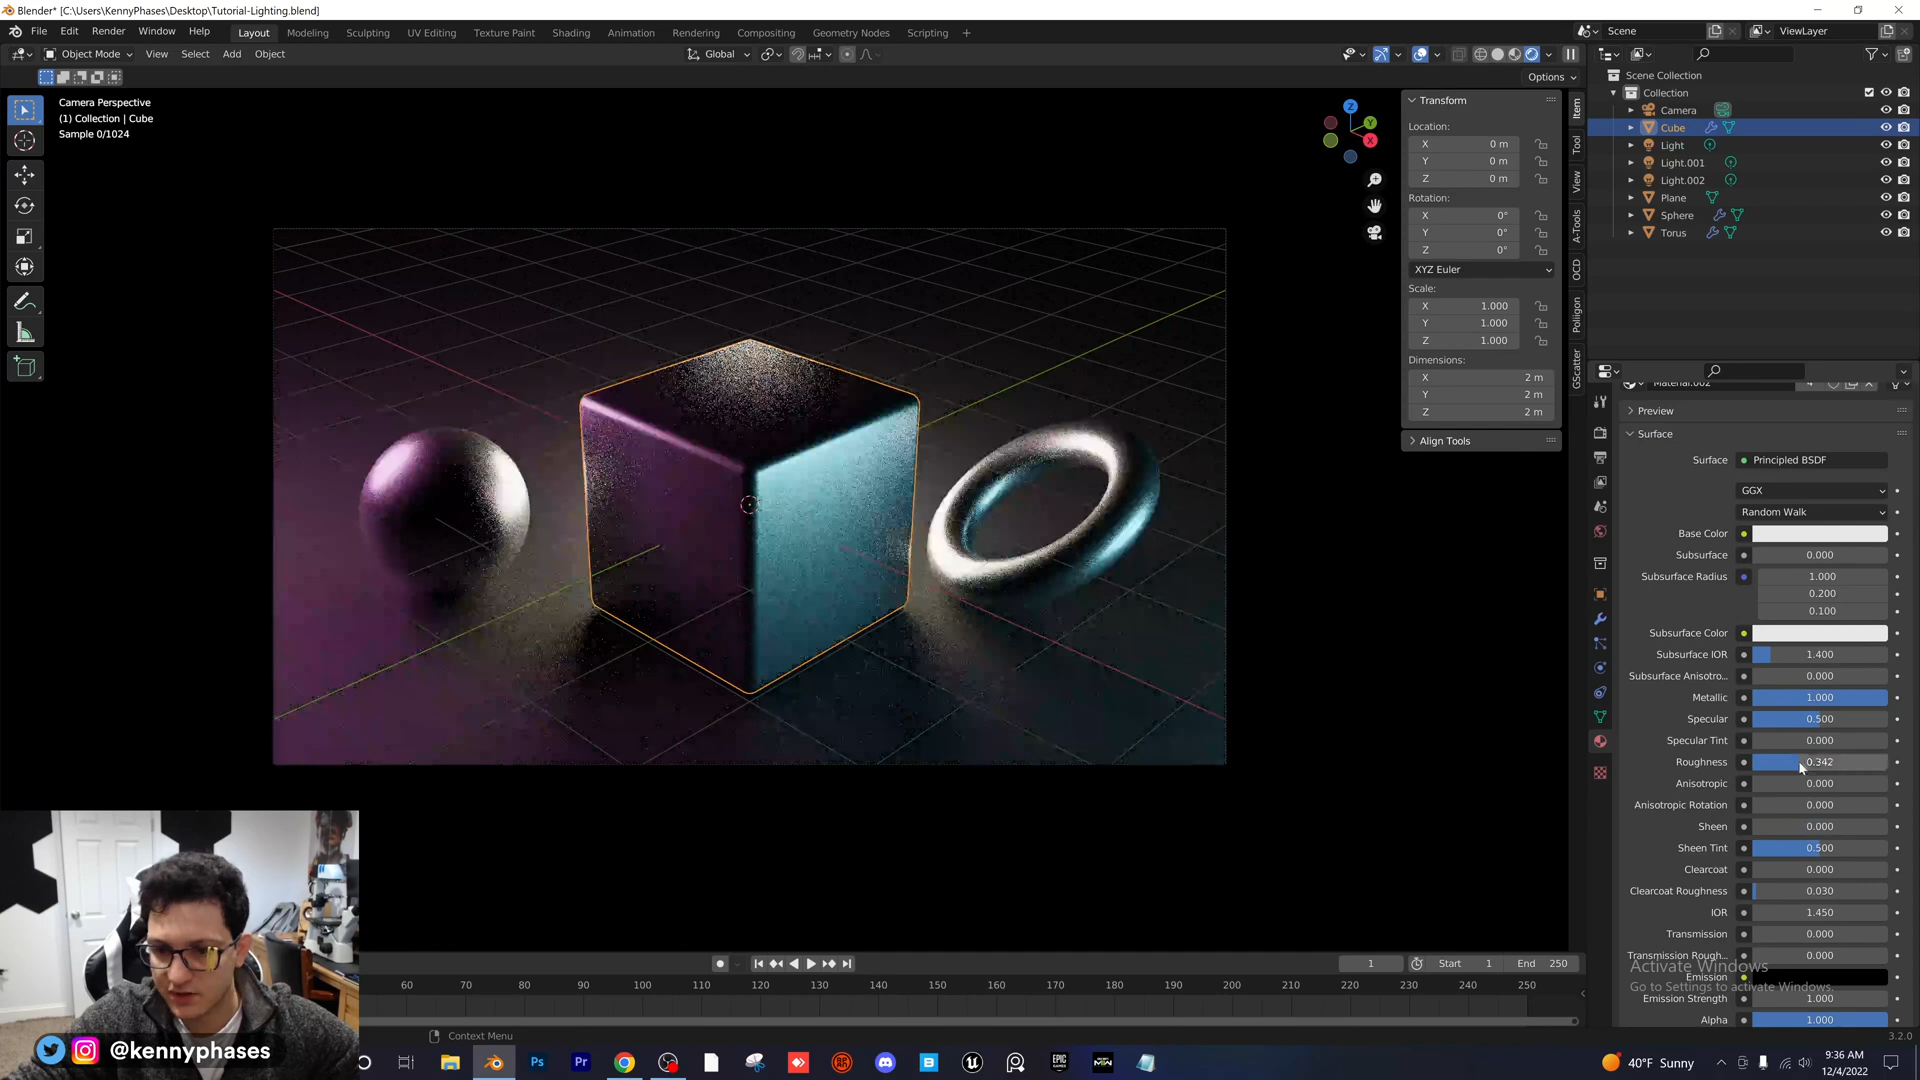 Blender* [C:\Users\KennyPhases\Desktop\Tutorial-Lighting.blend]
File Edit Render Window Help
Layout Modeling Sculpting UV Editing Texture Paint Shading Animation Rendering Compositing Geometry Nodes Scripting +
Scene
ViewLayer
Object Mode View Select Add Object
Global
Options
Camera Perspective
(1) Collection | Cube
Sample 0/1024
Z
Y
X
Transform
Location:
X 0 m
Y 0 m
Z 0 m
Rotation:
X 0°
Y 0°
Z 0°
XYZ Euler
Scale:
X 1.000
Y 1.000
Z 1.000
Dimensions:
X 2 m
Y 2 m
Z 2 m
Align Tools
Item
Tool
View
A-Tools
OCD
Poliigon
GScatter
Scene Collection
Collection
Camera
Cube
Light
Light.001
Light.002
Plane
Sphere
Torus
Material.002 4
Preview
Surface
Surface Principled BSDF
GGX
Random Walk
Base Color
Subsurface 0.000
Subsurface Radius 1.000
0.200
0.100
Subsurface Color
Subsurface IOR 1.400
Subsurface Anisotro... 0.000
Metallic 1.000
Specular 0.500
Specular Tint 0.000
Roughness 0.342
Anisotropic 0.000
Anisotropic Rotation 0.000
Sheen 0.000
Sheen Tint 0.500
Clearcoat 0.000
Clearcoat Roughness 0.030
IOR 1.450
Transmission 0.000
Transmission Rough... 0.000
Emission
Emission Strength 1.000
Alpha 1.000
Activate Windows
Go to Settings to activate Windows.
1 Start 1 End 250
60 70 80 90 100 110 120 130 140 150 160 170 180 190 200 210 220 230 240 250
Context Menu
3.2.0
@kennyphases
Ps
Pr
B
EPIC GAMES
40°F Sunny
9:36 AM
12/4/2022